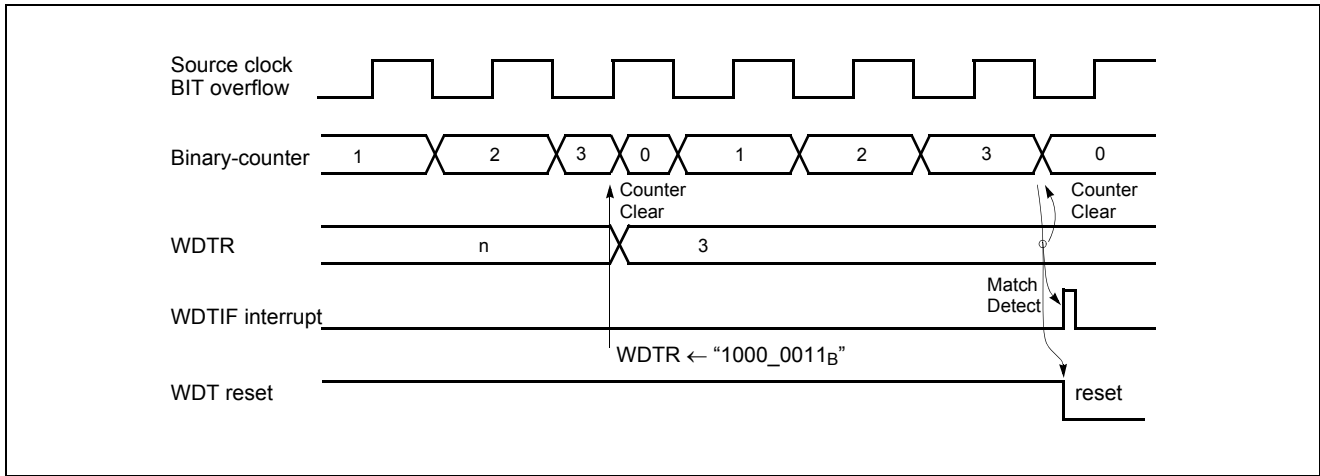 Source clock
BIT overflow
Binary-counter 1 2 3 0 1 2 3 0
Counter Clear
Counter Clear
WDTR n 3
Match
Detect
WDTIF interrupt
WDTR ← “1000_0011B”
WDT reset reset